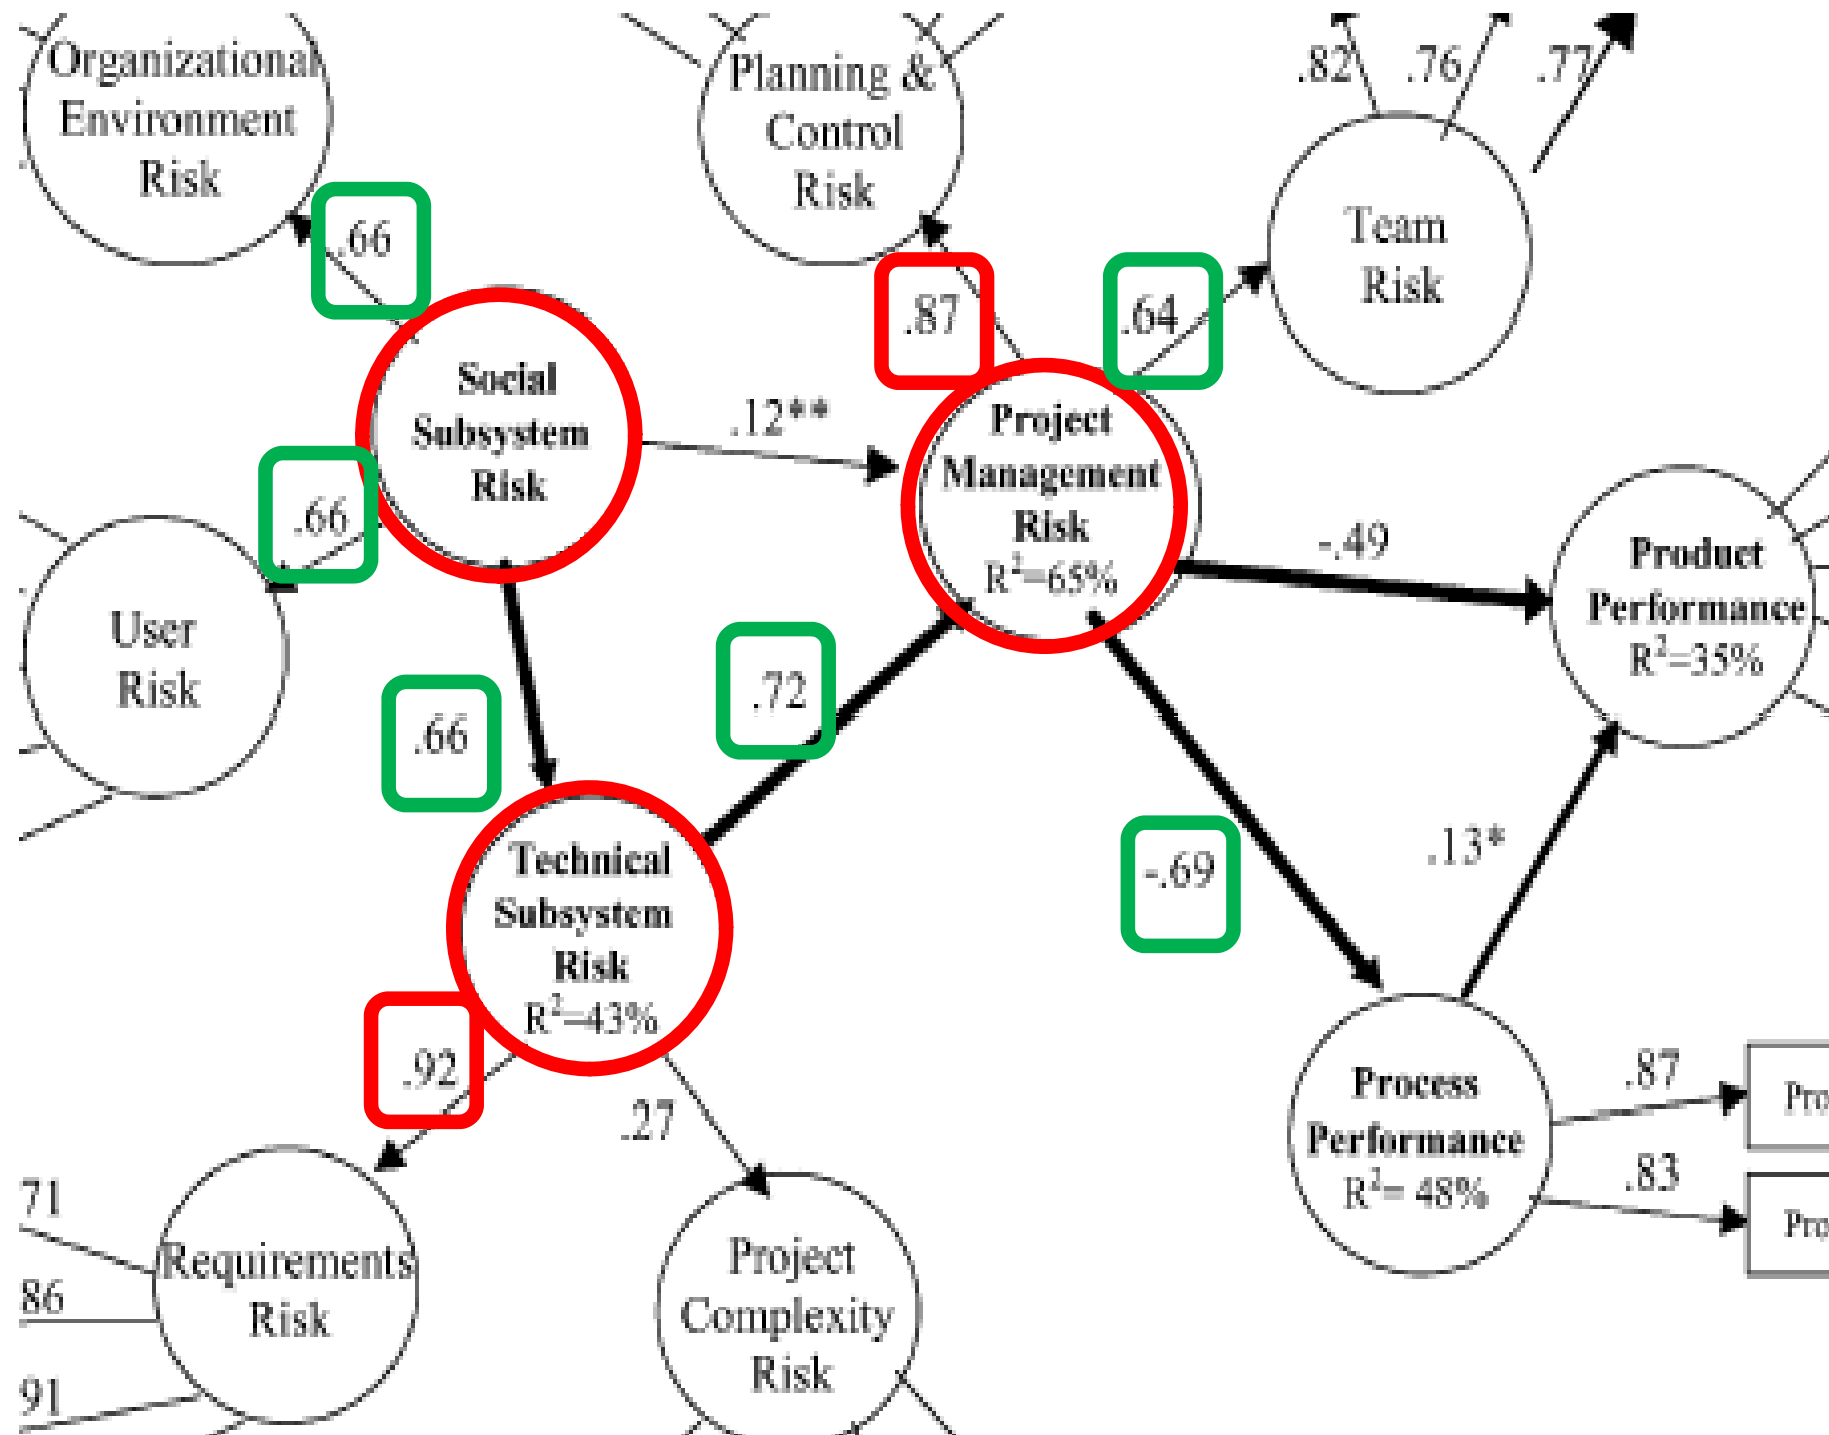 Organizational
Environment
Risk
Planning &
Control
Risk
.82
.76
.77
Team
Risk
.66
.87
.64
Social
Subsystem
Risk
.12**
Project
Management
Risk
R²=65%
.66
User
Risk
-.49
Product
Performance
R²=35%
.66
.72
Technical
Subsystem
Risk
R²=43%
-.69
.13*
.92
.27
Process
Performance
R²= 48%
.87
Pro
.83
Pro
71
86
91
Requirements
Risk
Project
Complexity
Risk